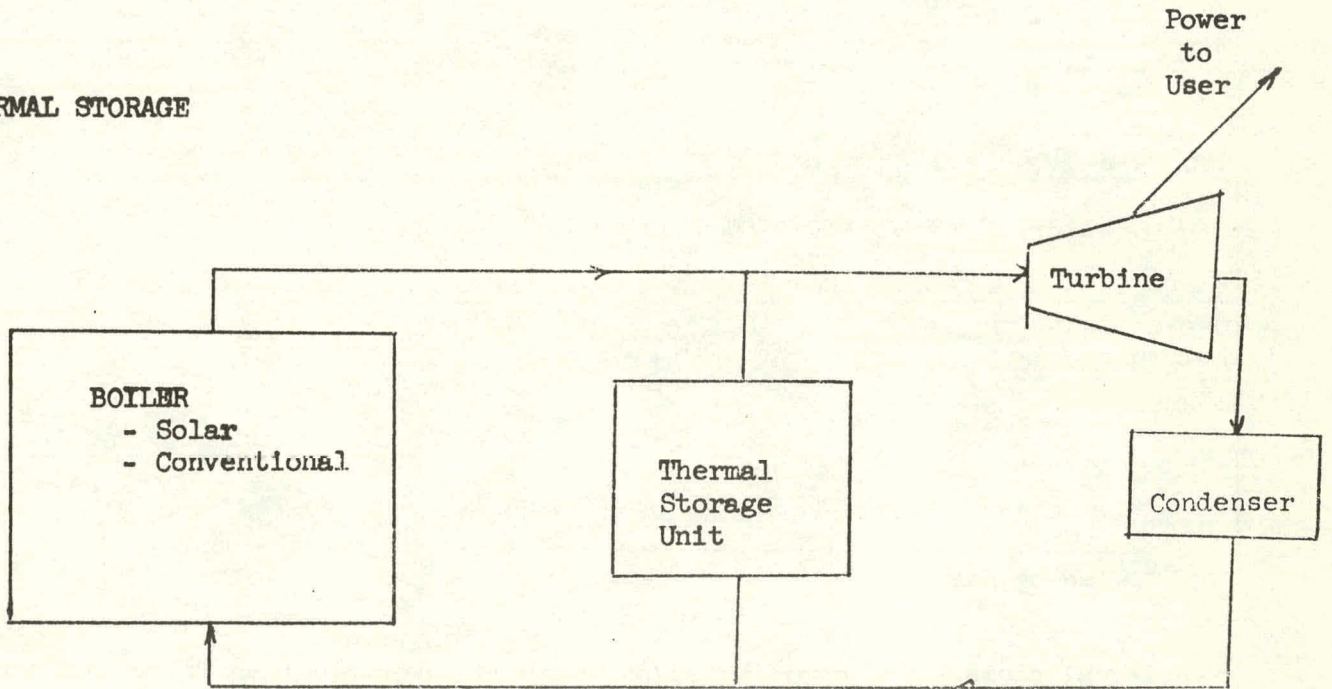 Power
to
User
RMAL STORAGE
Turbine
BOILER
- Solar
- Conventional
Thermal
Storage
Unit
Condenser